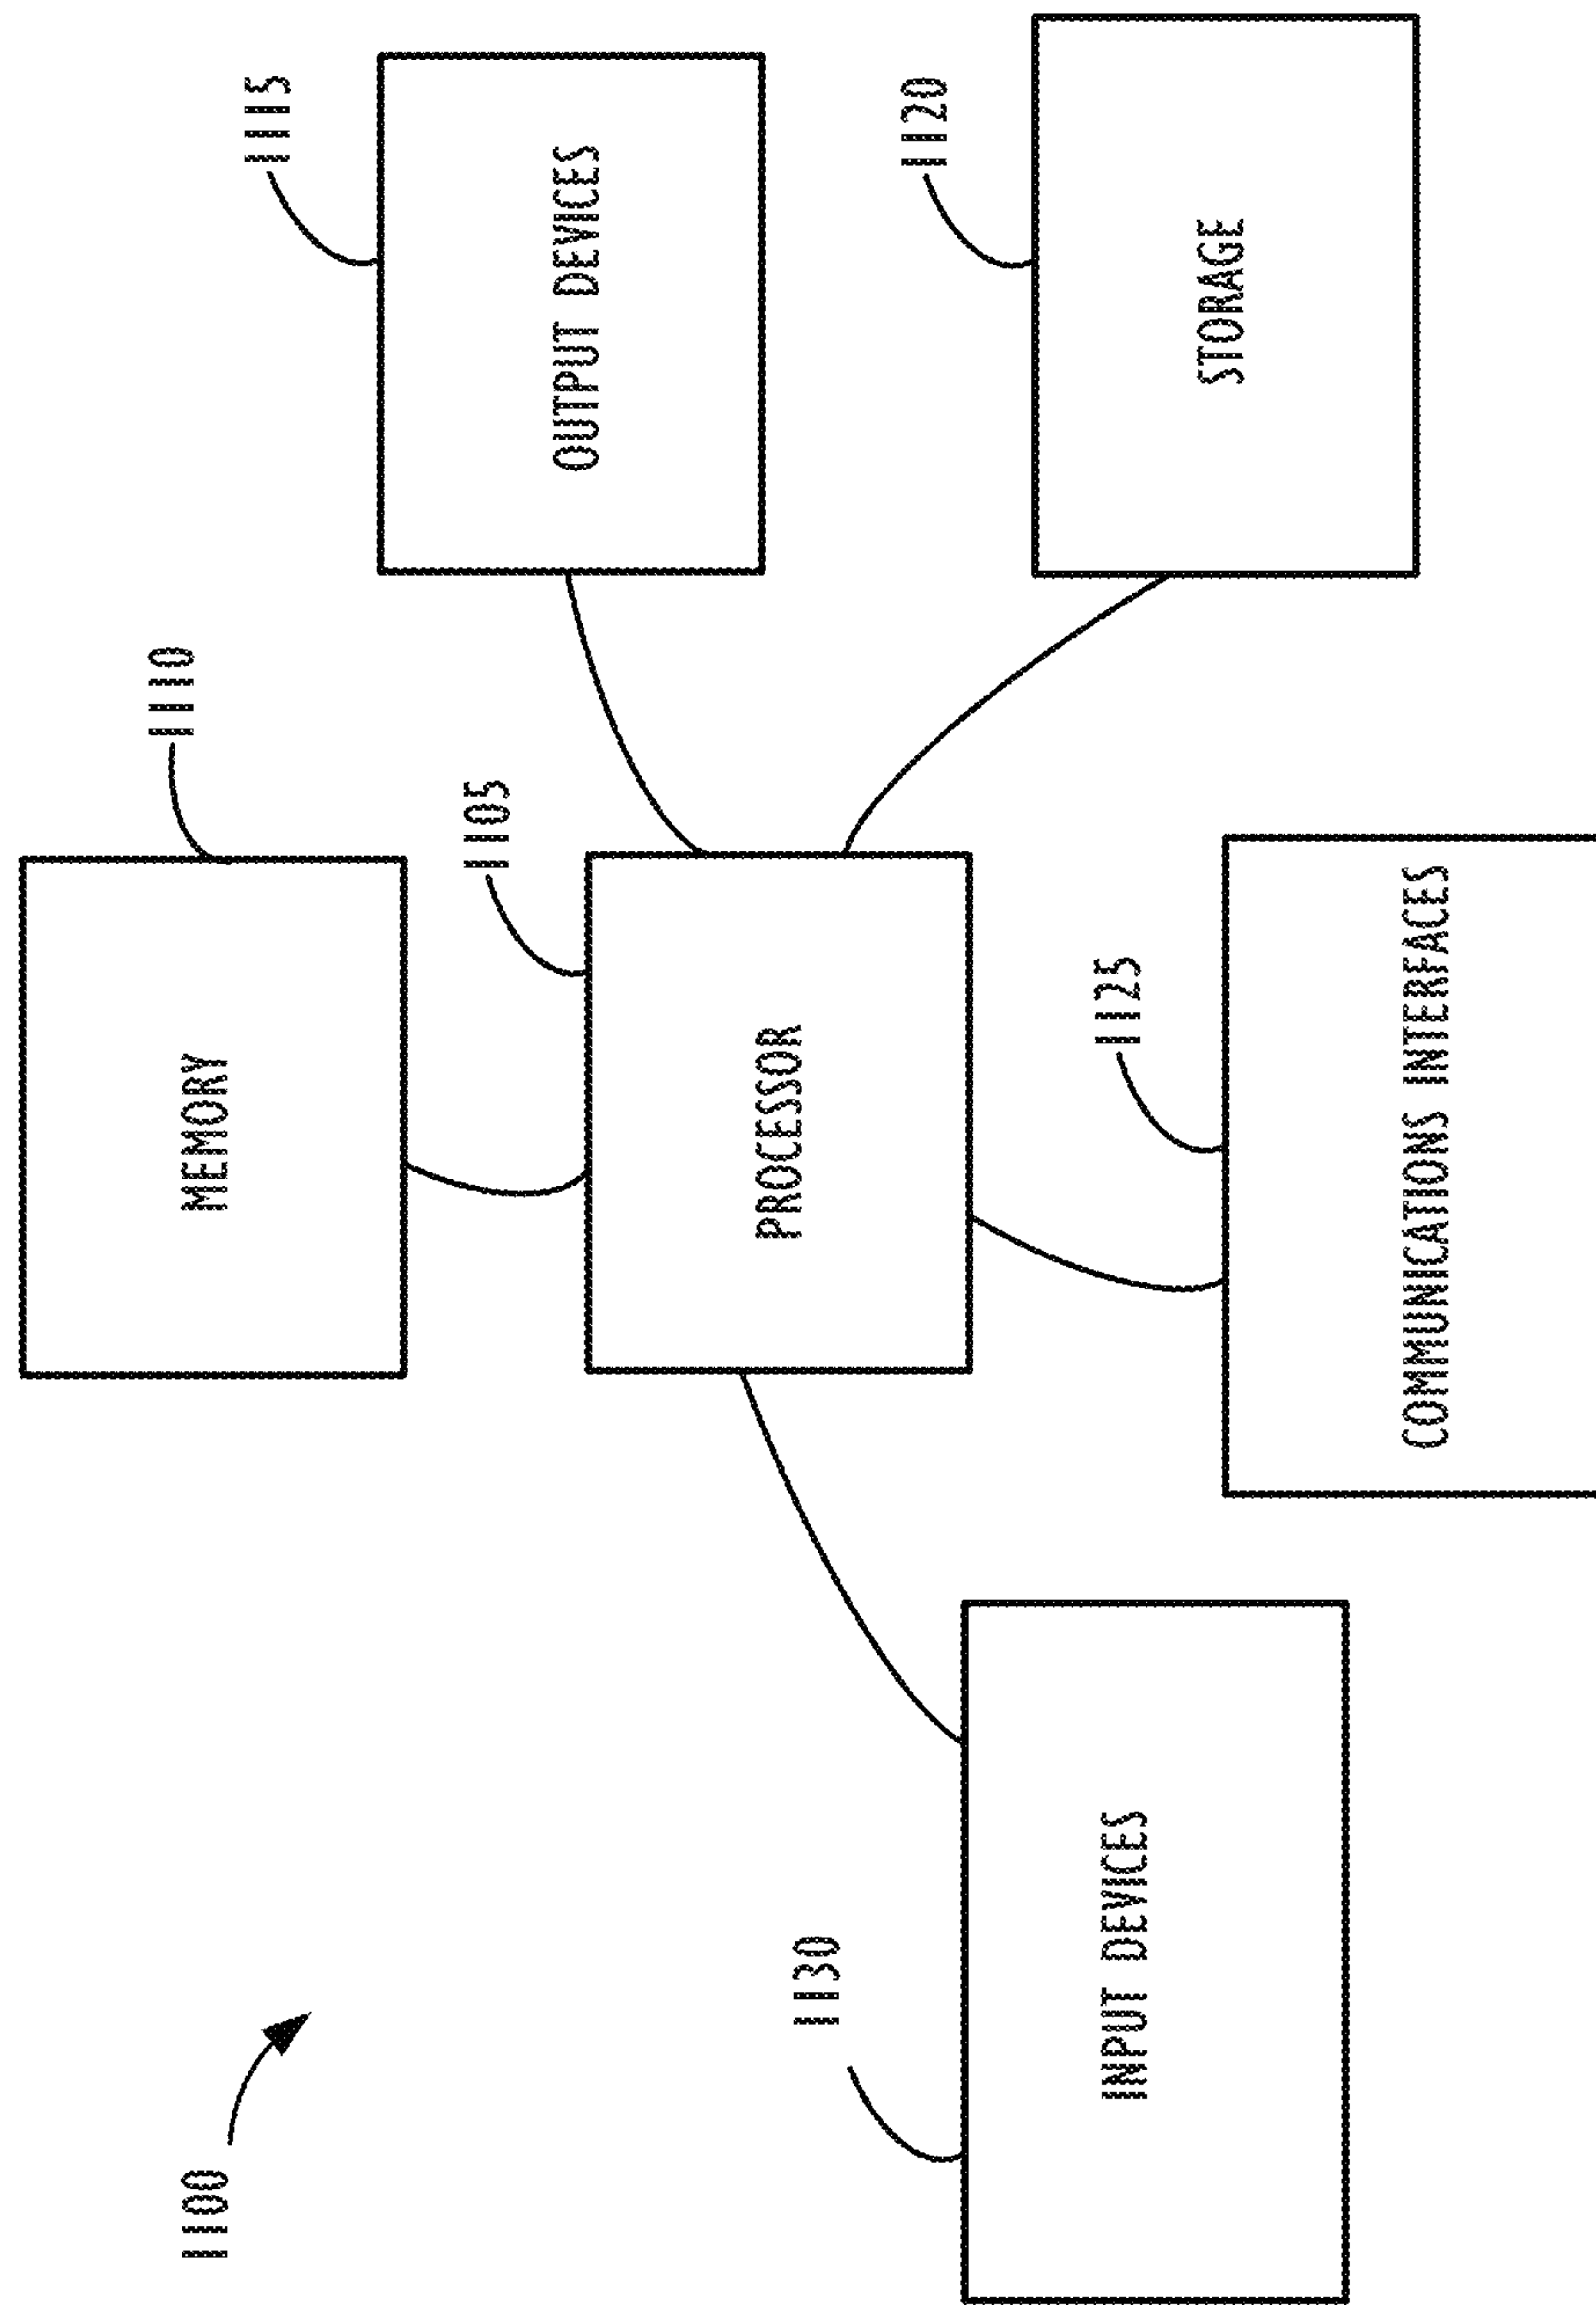 1100
MEMORY
1110
1115
OUTPUT DEVICES
1105
PROCESSOR
1120
STORAGE
1130
INPUT DEVICES
1125
COMMUNICATIONS INTERFACES